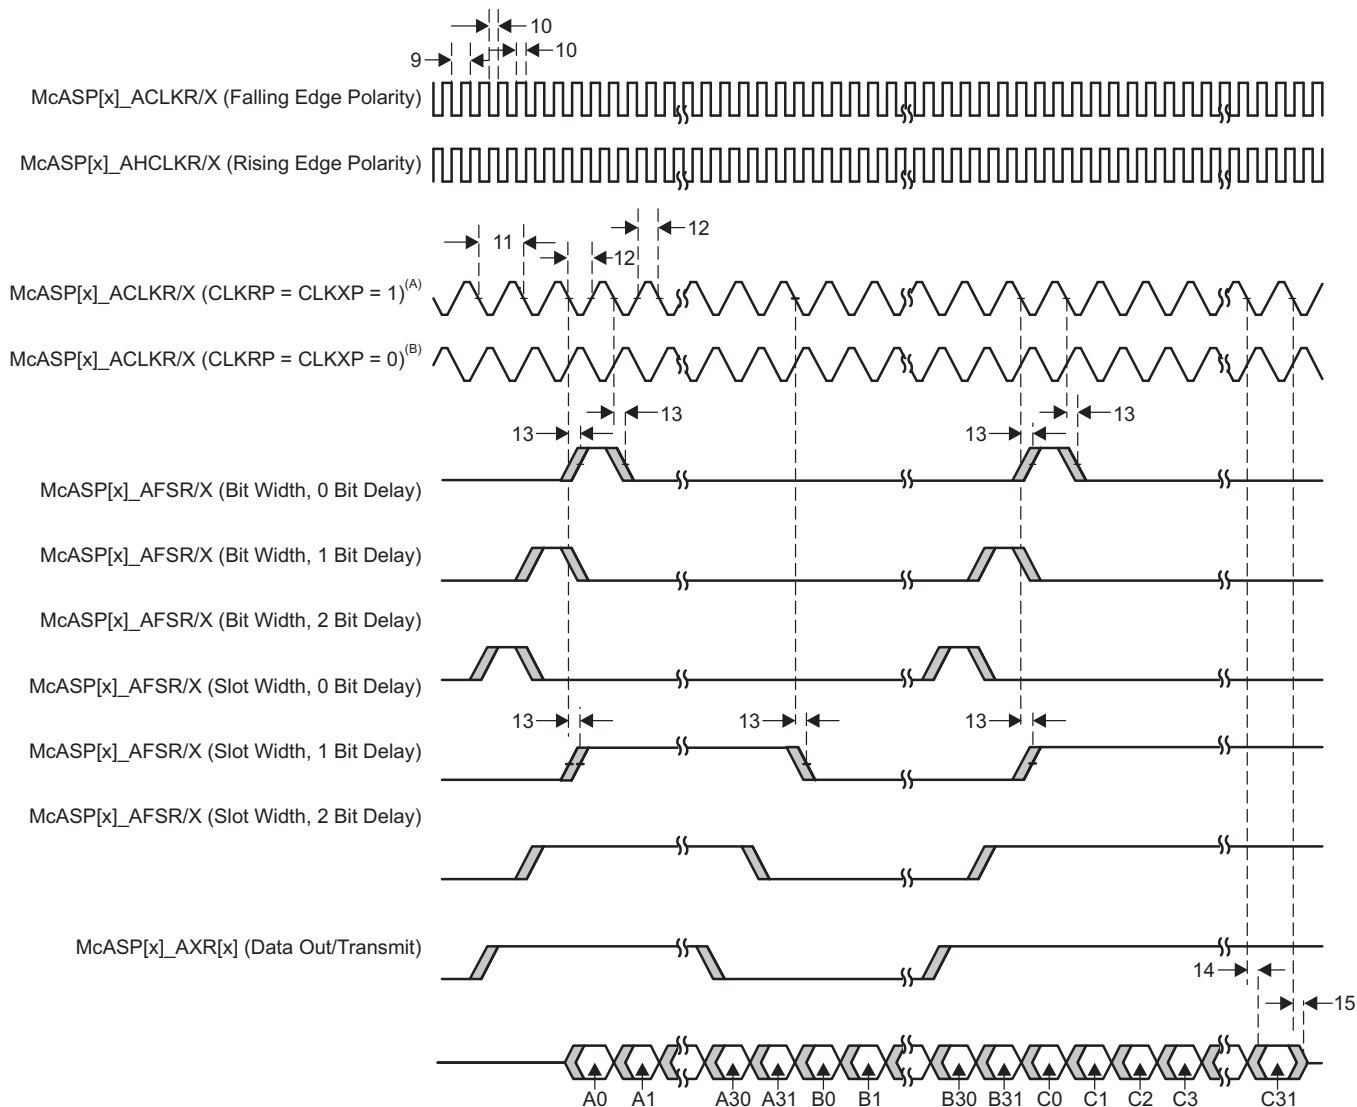 10
9
10
McASP[x]_ACLKR/X (Falling Edge Polarity)
McASP[x]_AHCLKR/X (Rising Edge Polarity)
12
11
12
McASP[x]_ACLKR/X (CLKRP = CLKXP = 1)(A)
McASP[x]_ACLKR/X (CLKRP = CLKXP = 0)(B)
13
13
13
13
McASP[x]_AFSR/X (Bit Width, 0 Bit Delay)
McASP[x]_AFSR/X (Bit Width, 1 Bit Delay)
McASP[x]_AFSR/X (Bit Width, 2 Bit Delay)
McASP[x]_AFSR/X (Slot Width, 0 Bit Delay)
13
13
13
McASP[x]_AFSR/X (Slot Width, 1 Bit Delay)
McASP[x]_AFSR/X (Slot Width, 2 Bit Delay)
McASP[x]_AXR[x] (Data Out/Transmit)
14
15
A0 A1 A30 A31 B0 B1 B30 B31 C0 C1 C2 C3 C31